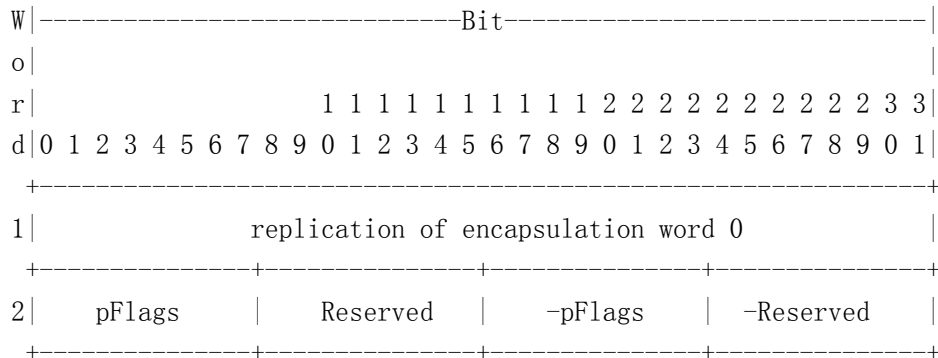 W|------------------------------Bit------------------------------|
o|                                                               |
r|                    1 1 1 1 1 1 1 1 1 1 2 2 2 2 2 2 2 2 2 2 3 3|
d|0 1 2 3 4 5 6 7 8 9 0 1 2 3 4 5 6 7 8 9 0 1 2 3 4 5 6 7 8 9 0 1|
 +---------------------------------------------------------------+
1|               replication of encapsulation word 0             |
 +---------------+---------------+---------------+---------------+
2|    pFlags     |    Reserved   |    -pFlags    |  -Reserved    |
 +---------------+---------------+---------------+---------------+